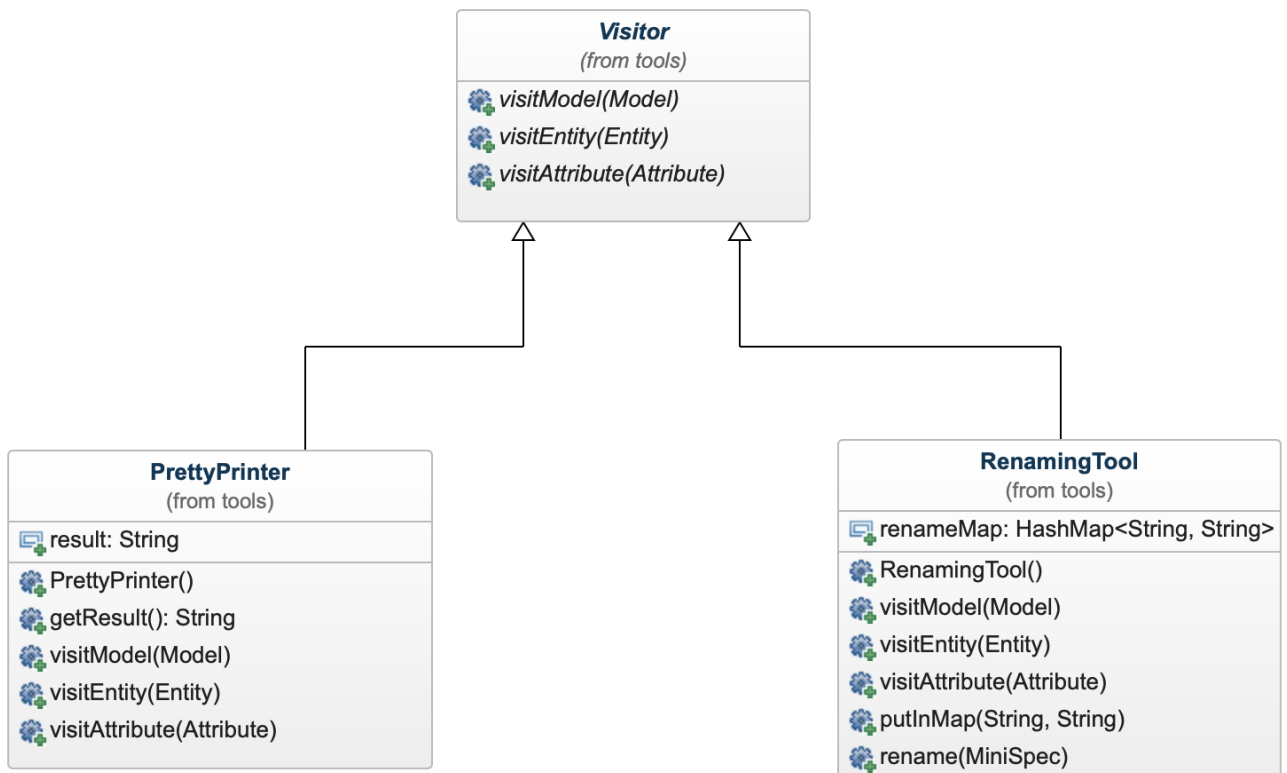 Visitor
(from tools)
visitModel(Model)
visitEntity(Entity)
visitAttribute(Attribute)
PrettyPrinter
(from tools)
result: String
PrettyPrinter()
getResult(): String
visitModel(Model)
visitEntity(Entity)
visitAttribute(Attribute)
RenamingTool
(from tools)
renameMap: HashMap<String, String>
RenamingTool()
visitModel(Model)
visitEntity(Entity)
visitAttribute(Attribute)
putInMap(String, String)
rename(MiniSpec)